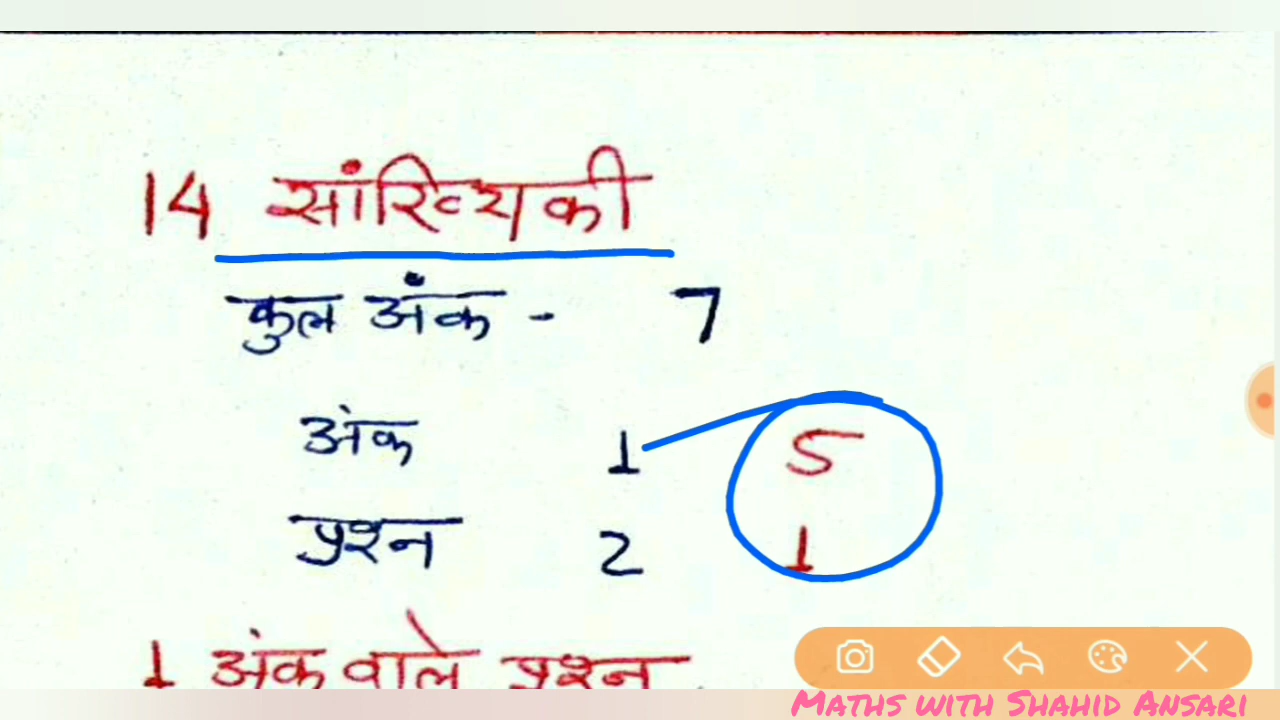 14 सांख्यिकी
कुल अंक - 7
अंक 1 5
प्रश्न 2 1
1 अंक वाले प्रश्न
MATHS WITH SHAHID ANSARI